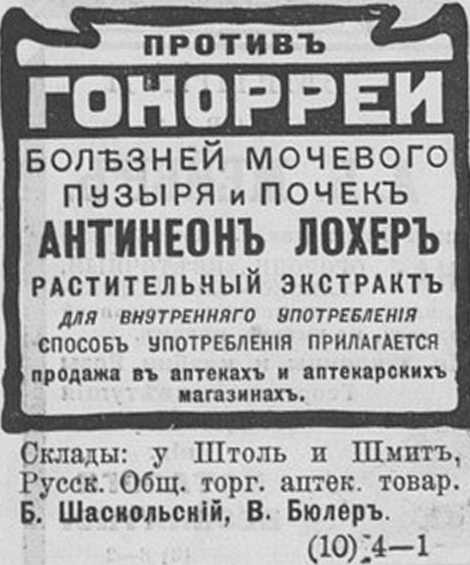 ПРОТИВЪ
ГОНОРРЕИ
БОЛѢЗНЕЙ МОЧЕВОГО
ПУЗЫРЯ и ПОЧЕКЪ
АНТИНЕОНЪ ЛОХЕРЪ
РАСТИТЕЛЬНЫЙ ЭКСТРАКТЪ
ДЛЯ ВНУТРЕННЯГО УПОТРЕБЛЕНІЯ
СПОСОБЪ УПОТРЕБЛЕНІЯ ПРИЛАГАЕТСЯ
продажа въ аптекахъ и аптекарскихъ
магазинахъ.
Склады: у Штоль и Щмитъ,
Русск. Общ. торг. аптек. товар.
Б. Шаскольскій, В. Бюлеръ.
(10) 4—1